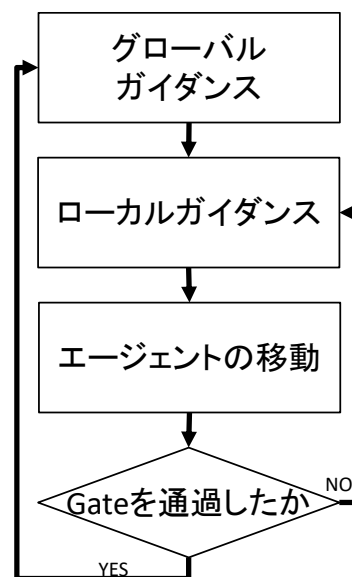 グローバル
ガイダンス
ローカルガイダンス
エージェントの移動
Gateを通過したか
NO
YES